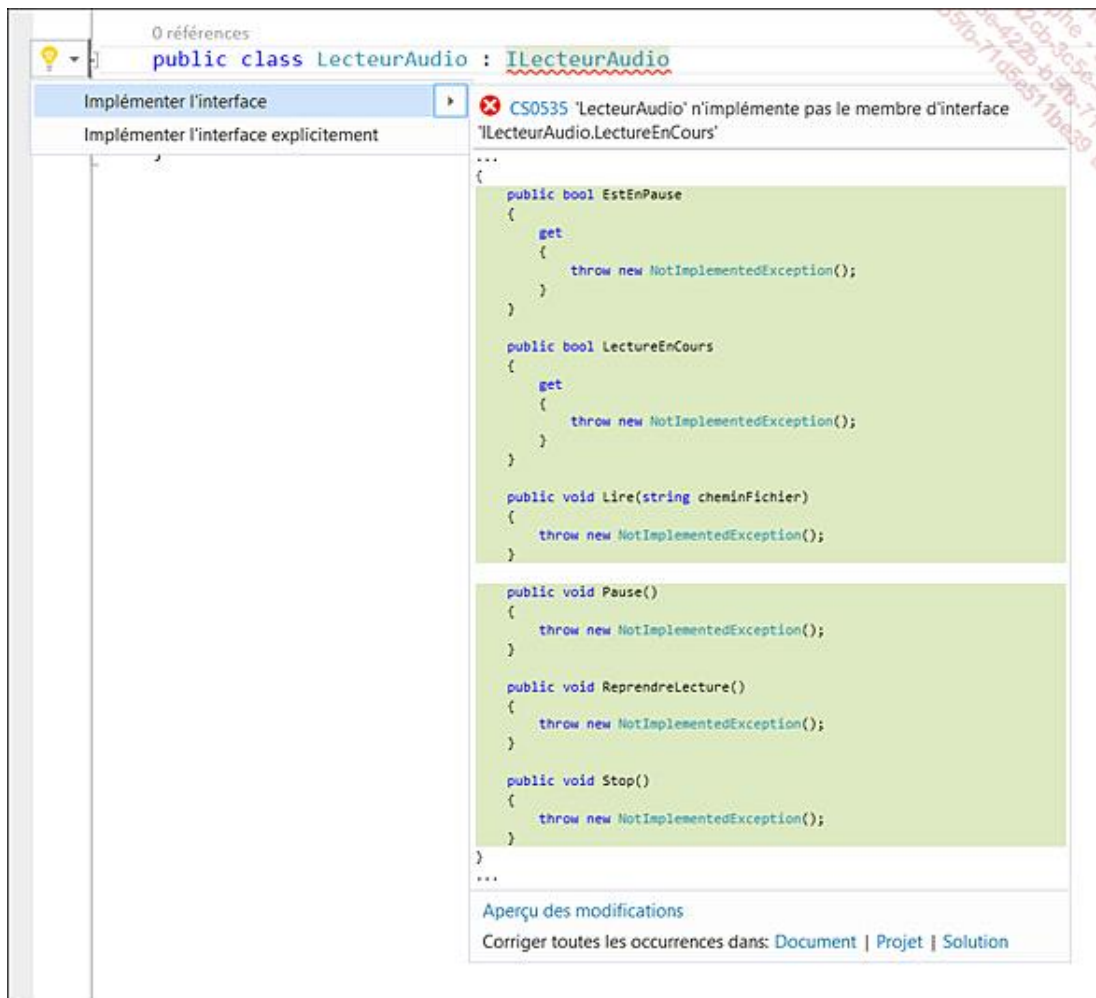 0 références
public class LecteurAudio : ILecteurAudio
Implémenter l'interface
Implémenter l'interface explicitement
CS0535 'LecteurAudio' n'implémente pas le membre d'interface
'ILecteurAudio.LectureEnCours'
...
{
public bool EstEnPause
{
get
{
throw new NotImplementedException();
}
}
public bool LectureEnCours
{
get
{
throw new NotImplementedException();
}
}
public void Lire(string cheminFichier)
{
throw new NotImplementedException();
}
public void Pause()
{
throw new NotImplementedException();
}
public void ReprendreLecture()
{
throw new NotImplementedException();
}
public void Stop()
{
throw new NotImplementedException();
}
}
...
Aperçu des modifications
Corriger toutes les occurrences dans: Document | Projet | Solution